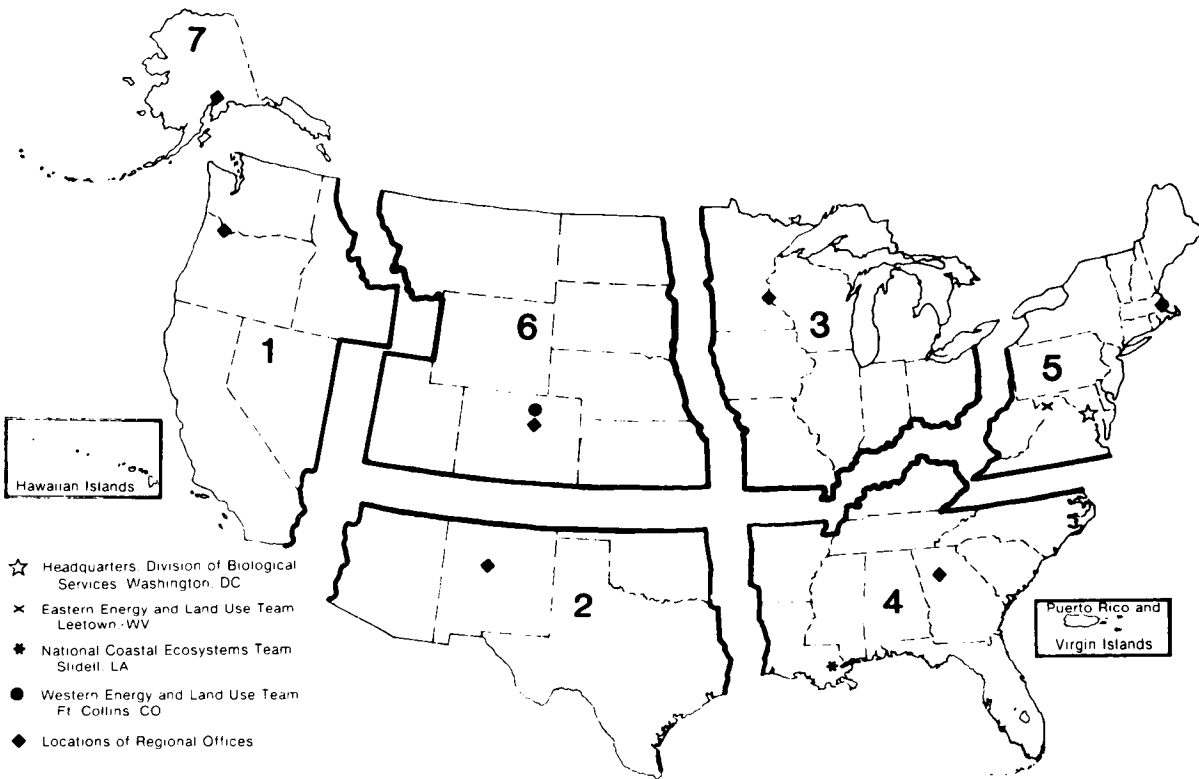 7
6
3
1
5
Hawaiian Islands
2
4
Puerto Rico and
Virgin Islands
Headquarters. Division of Biological
Services. Washington. DC
Eastern Energy and Land Use Team
Leetown, WV
National Coastal Ecosystems Team
Slidell. LA
Western Energy and Land Use Team
Ft. Collins. CO
Locations of Regional Offices